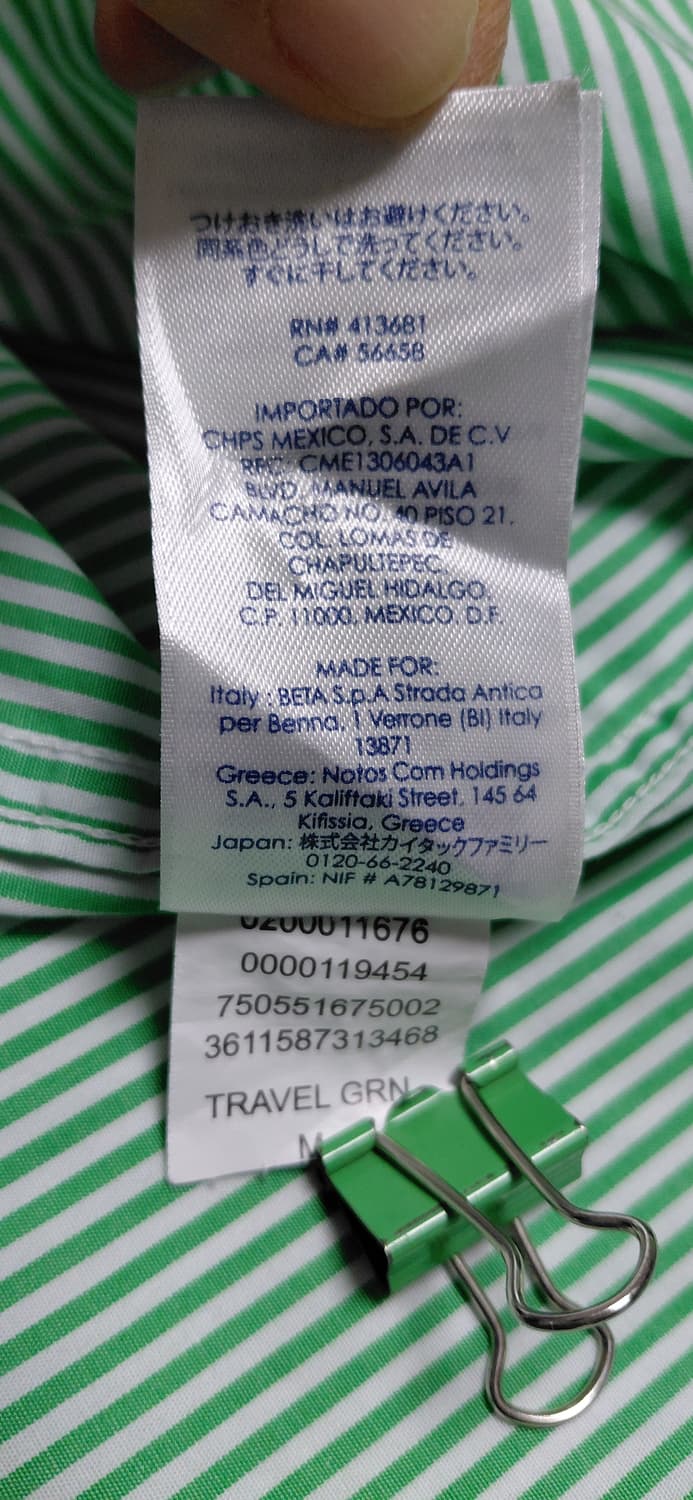 つけおき洗いはお避けください。
同系色どうしで洗ってください。
すぐに干してください。
RN# 413681
CA# 56658
IMPORTADO POR:
CHPS MEXICO, S.A. DE C.V
RFC: CME1306043A1
BLVD. MANUEL AVILA
CAMACHO NO. 40 PISO 21.
COL. LOMAS DE
CHAPULTEPEC,
DEL MIGUEL HIDALGO.
C.P. 11000, MEXICO. D.F.
MADE FOR:
Italy : BETA S.p.A Strada Antica
per Benna, 1 Verrone (BI) Italy
13871
Greece: Notos Com Holdings
S.A., 5 Kaliftaki Street, 145 64
Kifissia, Greece
Japan: 株式会社カイタックファミリー
0120-66-2240
Spain: NIF # A78129871
0200011676
0000119454
750551675002
3611587313468
TRAVEL GRN
M